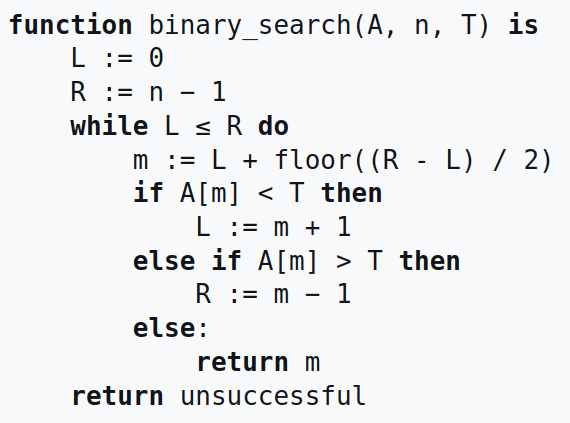 function binary_search(A, n, T) is
    L := 0
    R := n − 1
    while L ≤ R do
        m := L + floor((R - L) / 2)
        if A[m] < T then
            L := m + 1
        else if A[m] > T then
            R := m − 1
        else:
            return m
    return unsuccessful